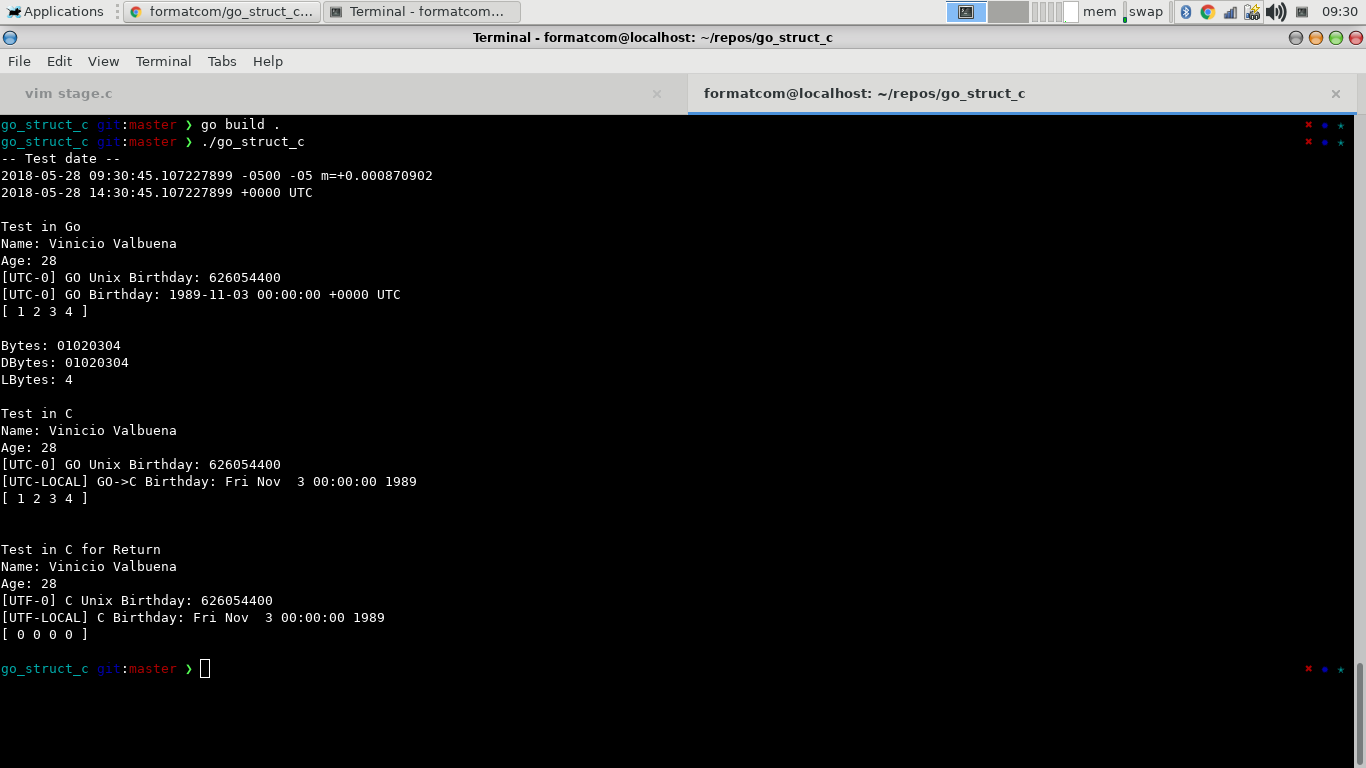 Applications
formatcom/go_struct_c...
Terminal - formatcom...
mem
swap
09:30
Terminal - formatcom@localhost: ~/repos/go_struct_c
File Edit View Terminal Tabs Help
vim stage.c
formatcom@localhost: ~/repos/go_struct_c
go_struct_c git:master ❯ go build .
go_struct_c git:master ❯ ./go_struct_c
-- Test date --
2018-05-28 09:30:45.107227899 -0500 -05 m=+0.000870902
2018-05-28 14:30:45.107227899 +0000 UTC
Test in Go
Name: Vinicio Valbuena
Age: 28
[UTC-0] GO Unix Birthday: 626054400
[UTC-0] GO Birthday: 1989-11-03 00:00:00 +0000 UTC
[ 1 2 3 4 ]
Bytes: 01020304
DBytes: 01020304
LBytes: 4
Test in C
Name: Vinicio Valbuena
Age: 28
[UTC-0] GO Unix Birthday: 626054400
[UTC-LOCAL] GO->C Birthday: Fri Nov  3 00:00:00 1989
[ 1 2 3 4 ]
Test in C for Return
Name: Vinicio Valbuena
Age: 28
[UTF-0] C Unix Birthday: 626054400
[UTF-LOCAL] C Birthday: Fri Nov  3 00:00:00 1989
[ 0 0 0 0 ]
go_struct_c git:master ❯